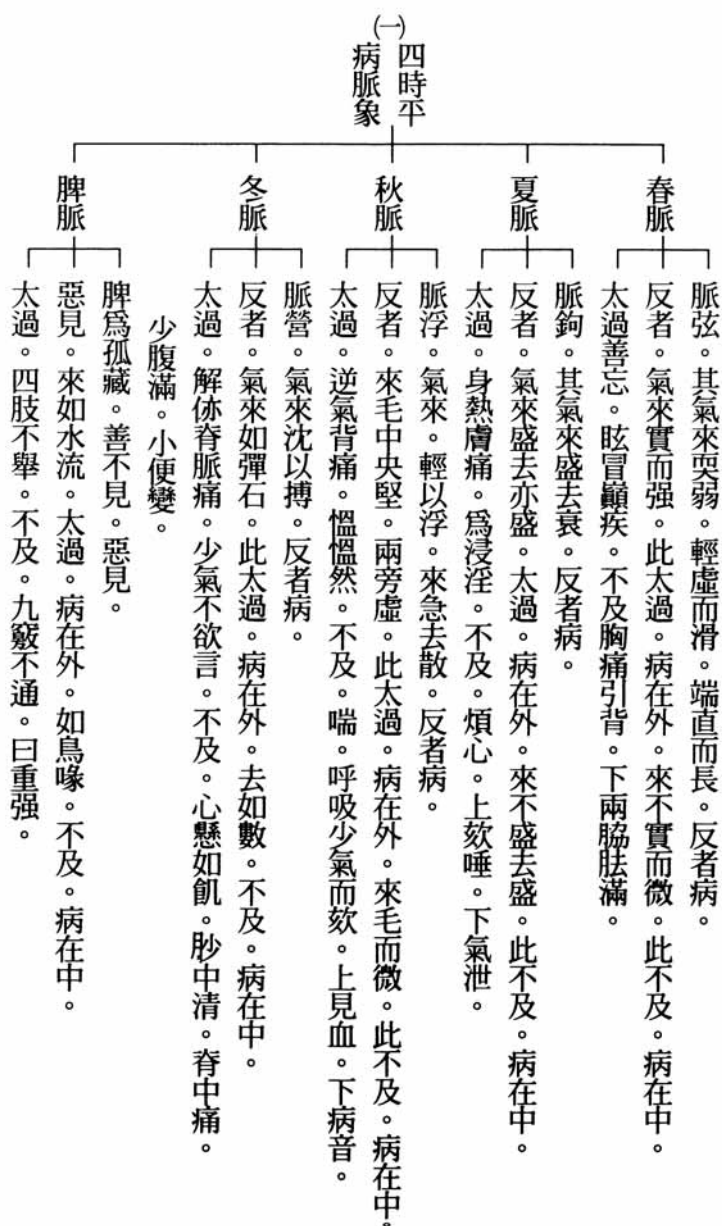 ㈠四時平
病脈象
春脈
脈弦。其氣來耎弱。輕虛而滑。端直而長。反者病。
反者。氣來實而强。此太過。病在外。來不實而微。此不及。病在中。
太過善忘。眩冒巔疾。不及胸痛引背。下兩脇胠滿。
夏脈
脈鉤。其氣來盛去衰。反者病。
反者。氣來盛去亦盛。太過。病在外。來不盛去盛。此不及。病在中。
太過。身熱膚痛。爲浸淫。不及。煩心。上欬唾。下氣泄。
秋脈
脈浮。氣來。輕以浮。來急去散。反者病。
反者。來毛中央堅。兩旁虛。此太過。病在外。來毛而微。此不及。病在中。
太過。逆氣背痛。慍慍然。不及。喘。呼吸少氣而欬。上見血。下病音。
冬脈
脈營。氣來沈以搏。反者病。
反者。氣來如彈石。此太過。病在外。去如數。不及。病在中。
太過。解㑊脊脈痛。少氣不欲言。不及。心懸如飢。䏚中清。脊中痛。
少腹滿。小便變。
脾脈
脾爲孤藏。善不見。惡見。
惡見。來如水流。太過。病在外。如鳥喙。不及。病在中。
太過。四肢不舉。不及。九竅不通。曰重强。